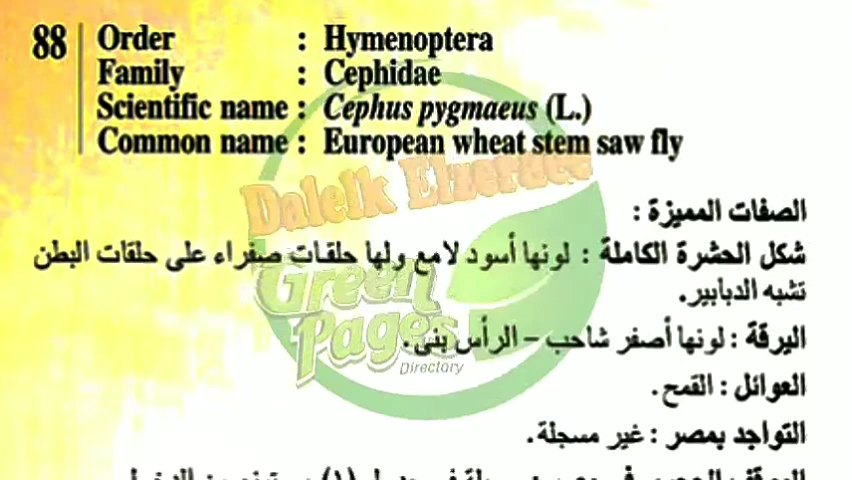 88
Order : Hymenoptera
Family : Cephidae
Scientific name : Cephus pygmaeus (L.)
Common name : European wheat stem saw fly
Dalelk Elzeraee
Green
Pages
Directory
الصفات المميزة :
شكل الحشرة الكاملة : لونها أسود لامع ولها حلقات صفراء على حلقات البطن
تشبه الدبابير.
اليرقة : لونها أصفر شاحب – الرأس بنى.
العوائل : القمح.
التواجد بمصر : غير مسجلة.